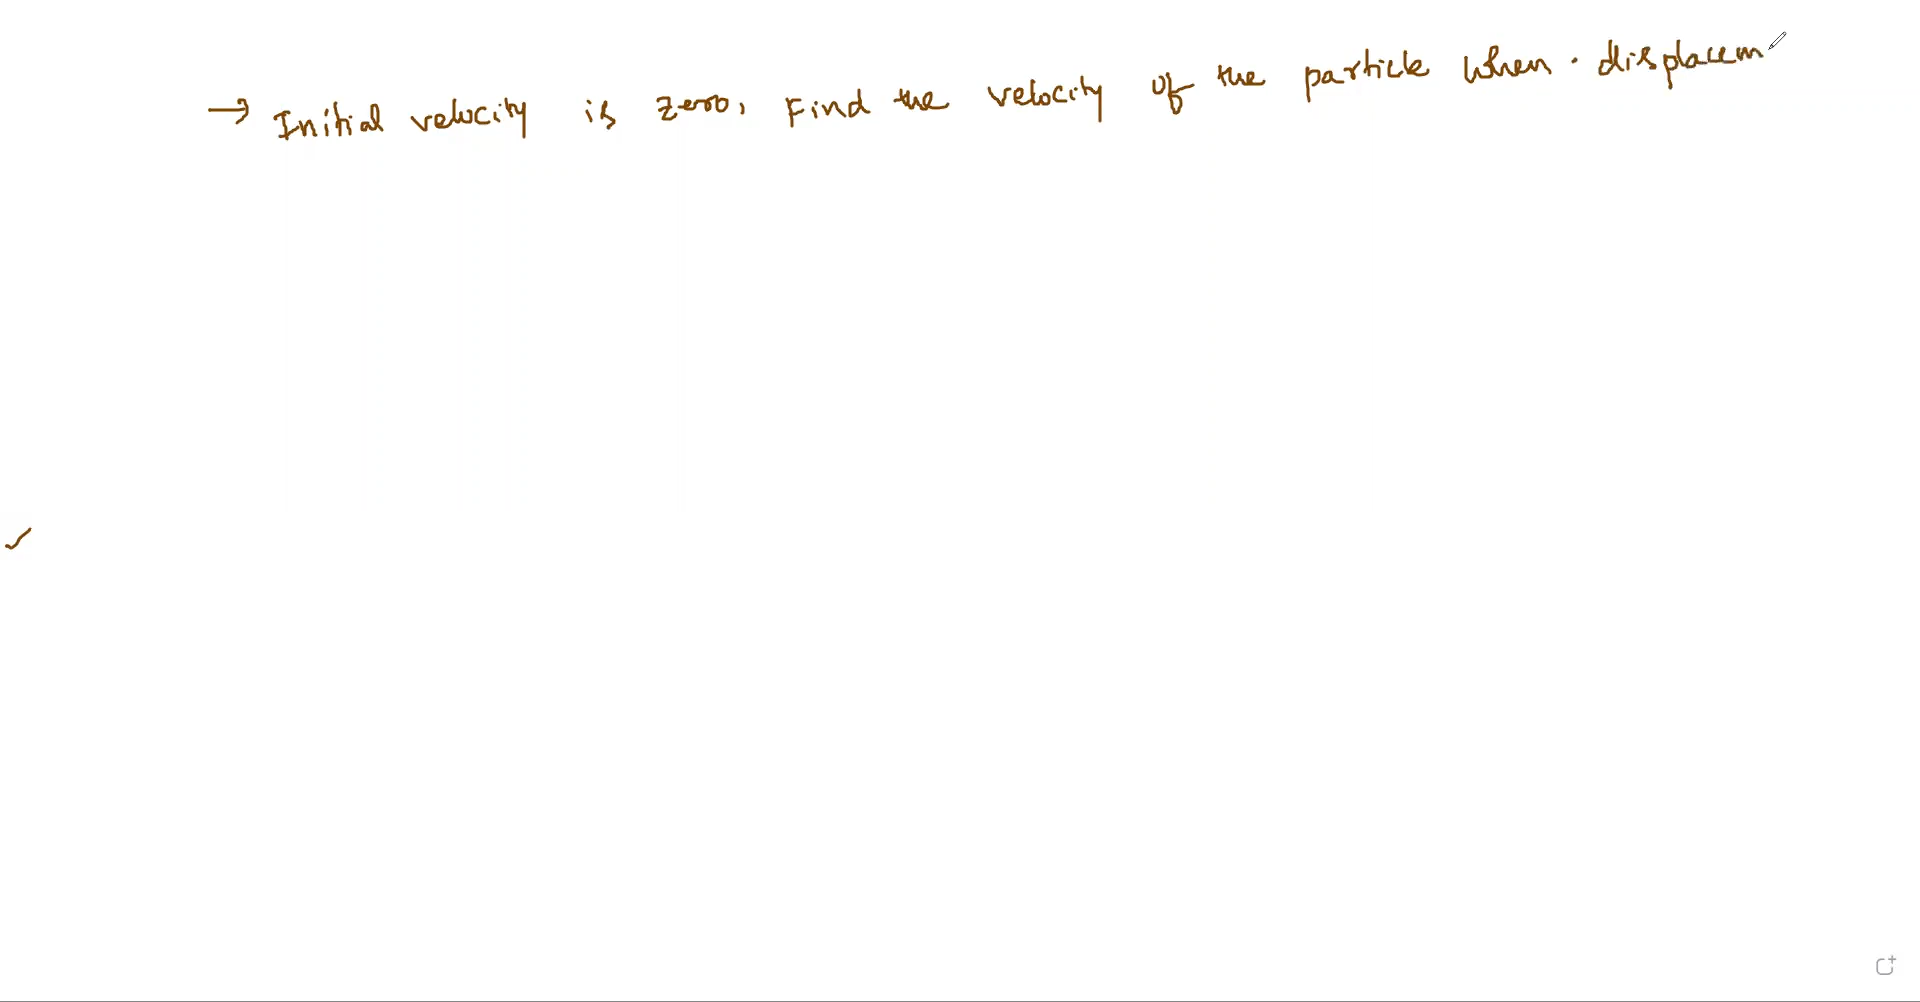 → Initial velocity is zero, Find the velocity of the particle when . displacem